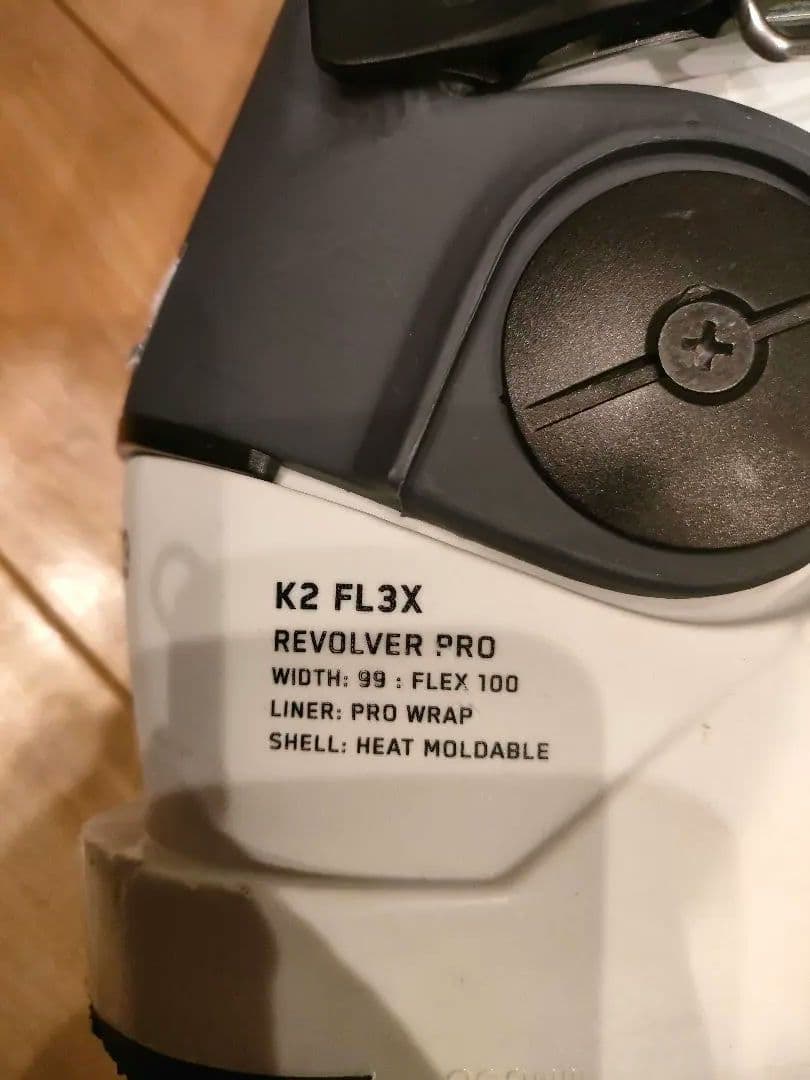 K2 FL3X
REVOLVER PRO
WIDTH: 99 : FLEX 100
LINER: PRO WRAP
SHELL: HEAT MOLDABLE